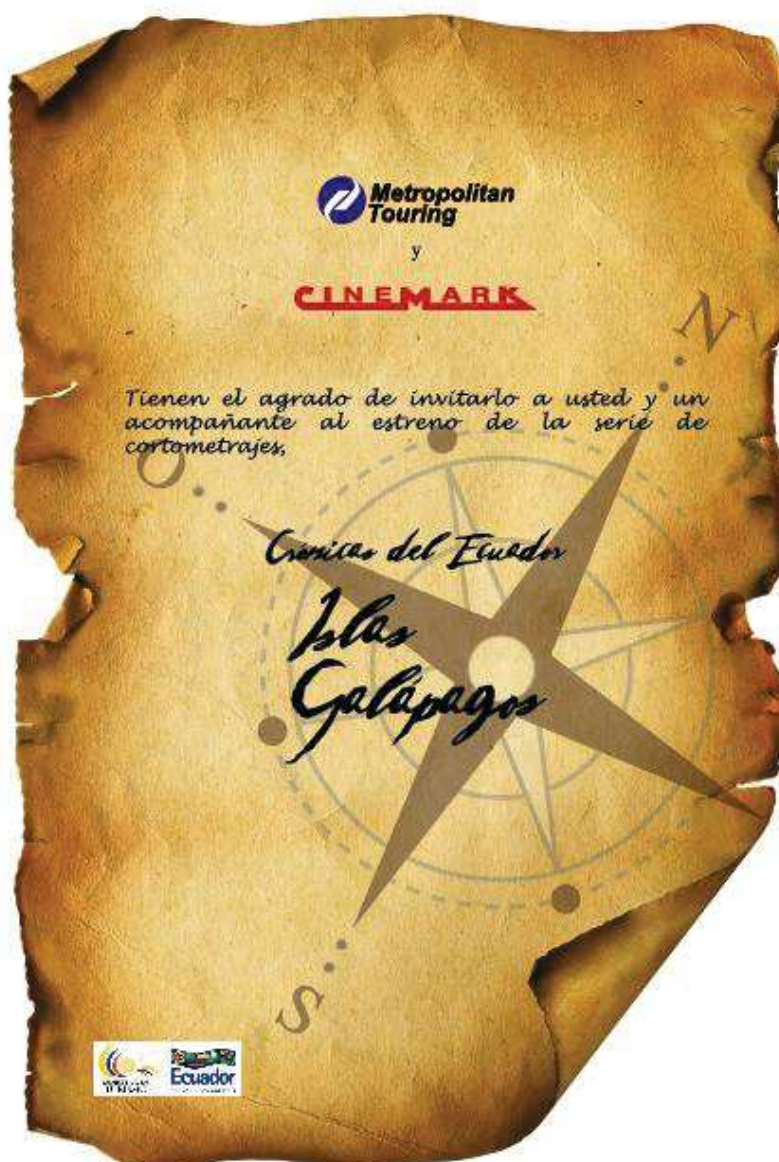 Metropolitan
Touring
y
CINEMARK
N
Tienen el agrado de invitarlo a usted y un
acompañante al estreno de la serie de
cortometrajes,
O
Crónicas del Ecuador
Islas
Galápagos
S
TURISMO
Ecuador